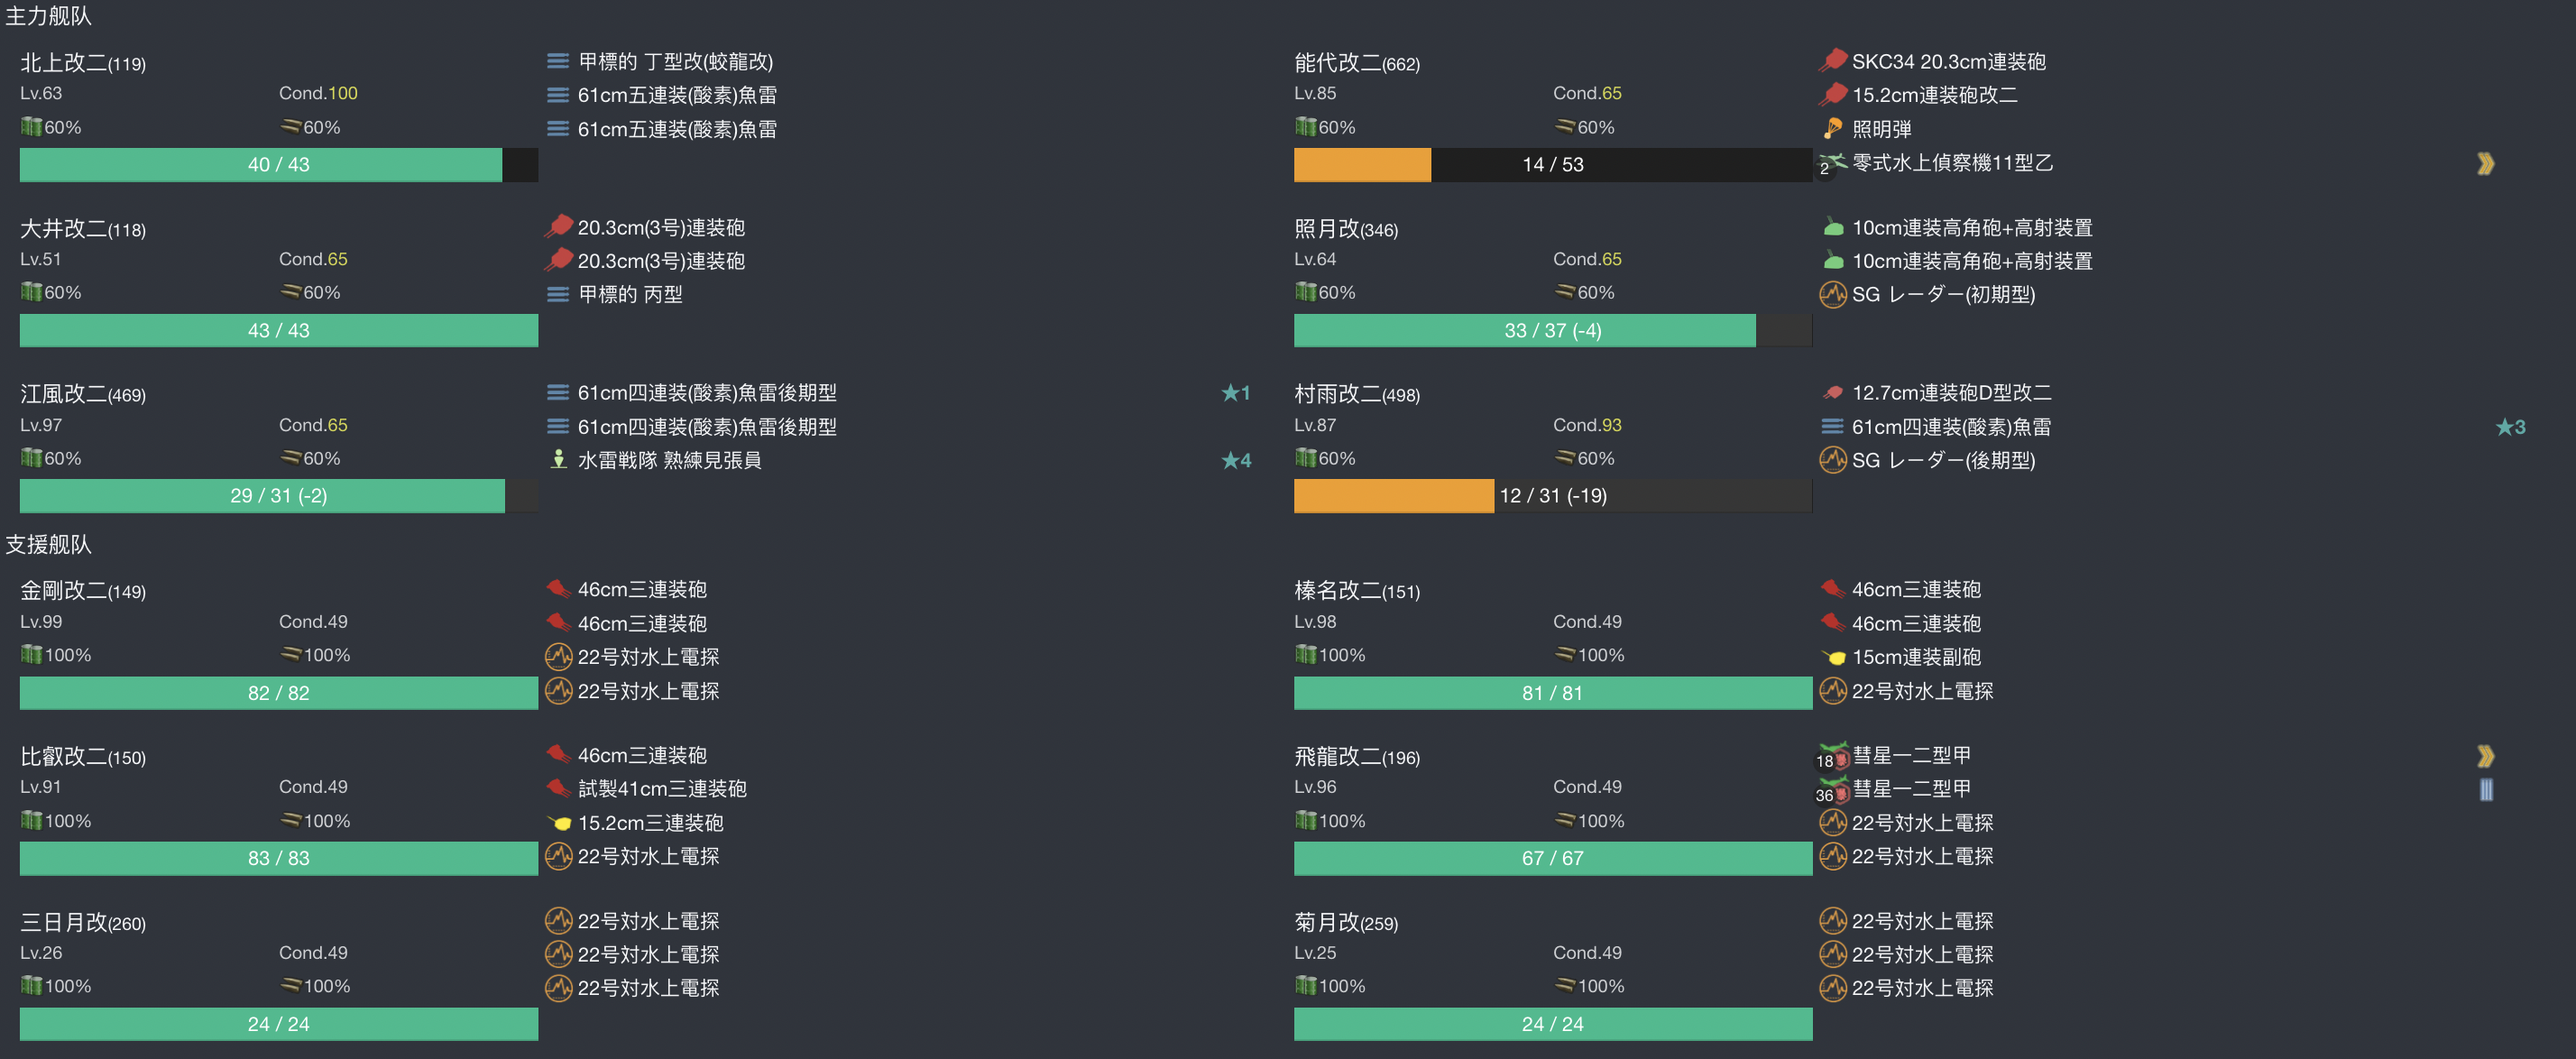 主力舰队
北上改二(119)
Lv.63 Cond.100
60% 60%
40 / 43
甲標的 丁型改(蛟龍改)
61cm五連装(酸素)魚雷
61cm五連装(酸素)魚雷
能代改二(662)
Lv.85 Cond.65
60% 60%
14 / 53
SKC34 20.3cm連装砲
15.2cm連装砲改二
照明弾
2 零式水上偵察機11型乙
大井改二(118)
Lv.51 Cond.65
60% 60%
43 / 43
20.3cm(3号)連装砲
20.3cm(3号)連装砲
甲標的 丙型
照月改(346)
Lv.64 Cond.65
60% 60%
33 / 37 (-4)
10cm連装高角砲+高射装置
10cm連装高角砲+高射装置
SG レーダー(初期型)
江風改二(469)
Lv.97 Cond.65
60% 60%
29 / 31 (-2)
61cm四連装(酸素)魚雷後期型 ★1
61cm四連装(酸素)魚雷後期型
水雷戦隊 熟練見張員 ★4
村雨改二(498)
Lv.87 Cond.93
60% 60%
12 / 31 (-19)
12.7cm連装砲D型改二
61cm四連装(酸素)魚雷 ★3
SG レーダー(後期型)
支援舰队
金剛改二(149)
Lv.99 Cond.49
100% 100%
82 / 82
46cm三連装砲
46cm三連装砲
22号対水上電探
22号対水上電探
榛名改二(151)
Lv.98 Cond.49
100% 100%
81 / 81
46cm三連装砲
46cm三連装砲
15cm連装副砲
22号対水上電探
比叡改二(150)
Lv.91 Cond.49
100% 100%
83 / 83
46cm三連装砲
試製41cm三連装砲
15.2cm三連装砲
22号対水上電探
飛龍改二(196)
Lv.96 Cond.49
100% 100%
67 / 67
18 彗星一二型甲
36 彗星一二型甲
22号対水上電探
22号対水上電探
三日月改(260)
Lv.26 Cond.49
100% 100%
24 / 24
22号対水上電探
22号対水上電探
22号対水上電探
菊月改(259)
Lv.25 Cond.49
100% 100%
24 / 24
22号対水上電探
22号対水上電探
22号対水上電探